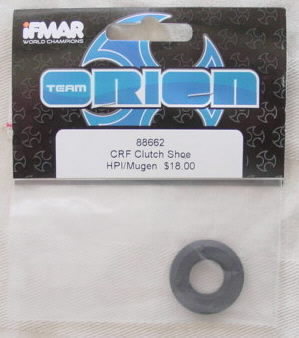 iFMAR
WORLD CHAMPIONS
TEAM
ORION
88662
CRF Clutch Shoe
HPI/Mugen $18.00